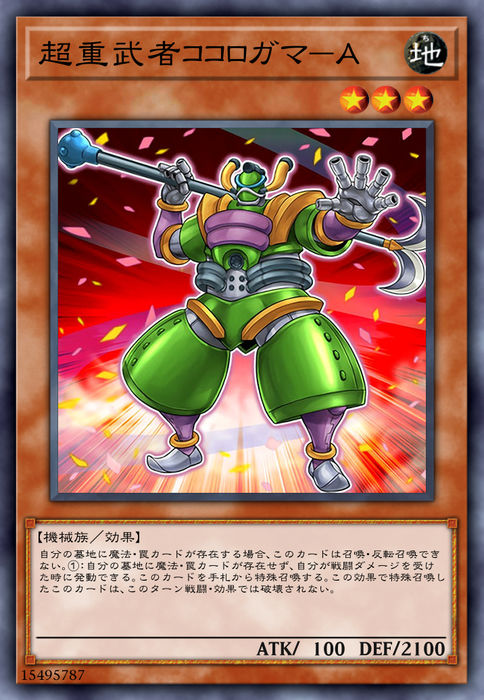 超重武者ココロガマ－A
ち
地
【機械族／効果】
自分の墓地に魔法・罠カードが存在する場合、このカードは召喚・反転召喚でき
ない。①：自分の墓地に魔法・罠カードが存在せず、自分が戦闘ダメージを受け
た時に発動できる。このカードを手札から特殊召喚する。この効果で特殊召喚し
たこのカードは、このターン戦闘・効果では破壊されない。
ATK/ 100 DEF/2100
15495787